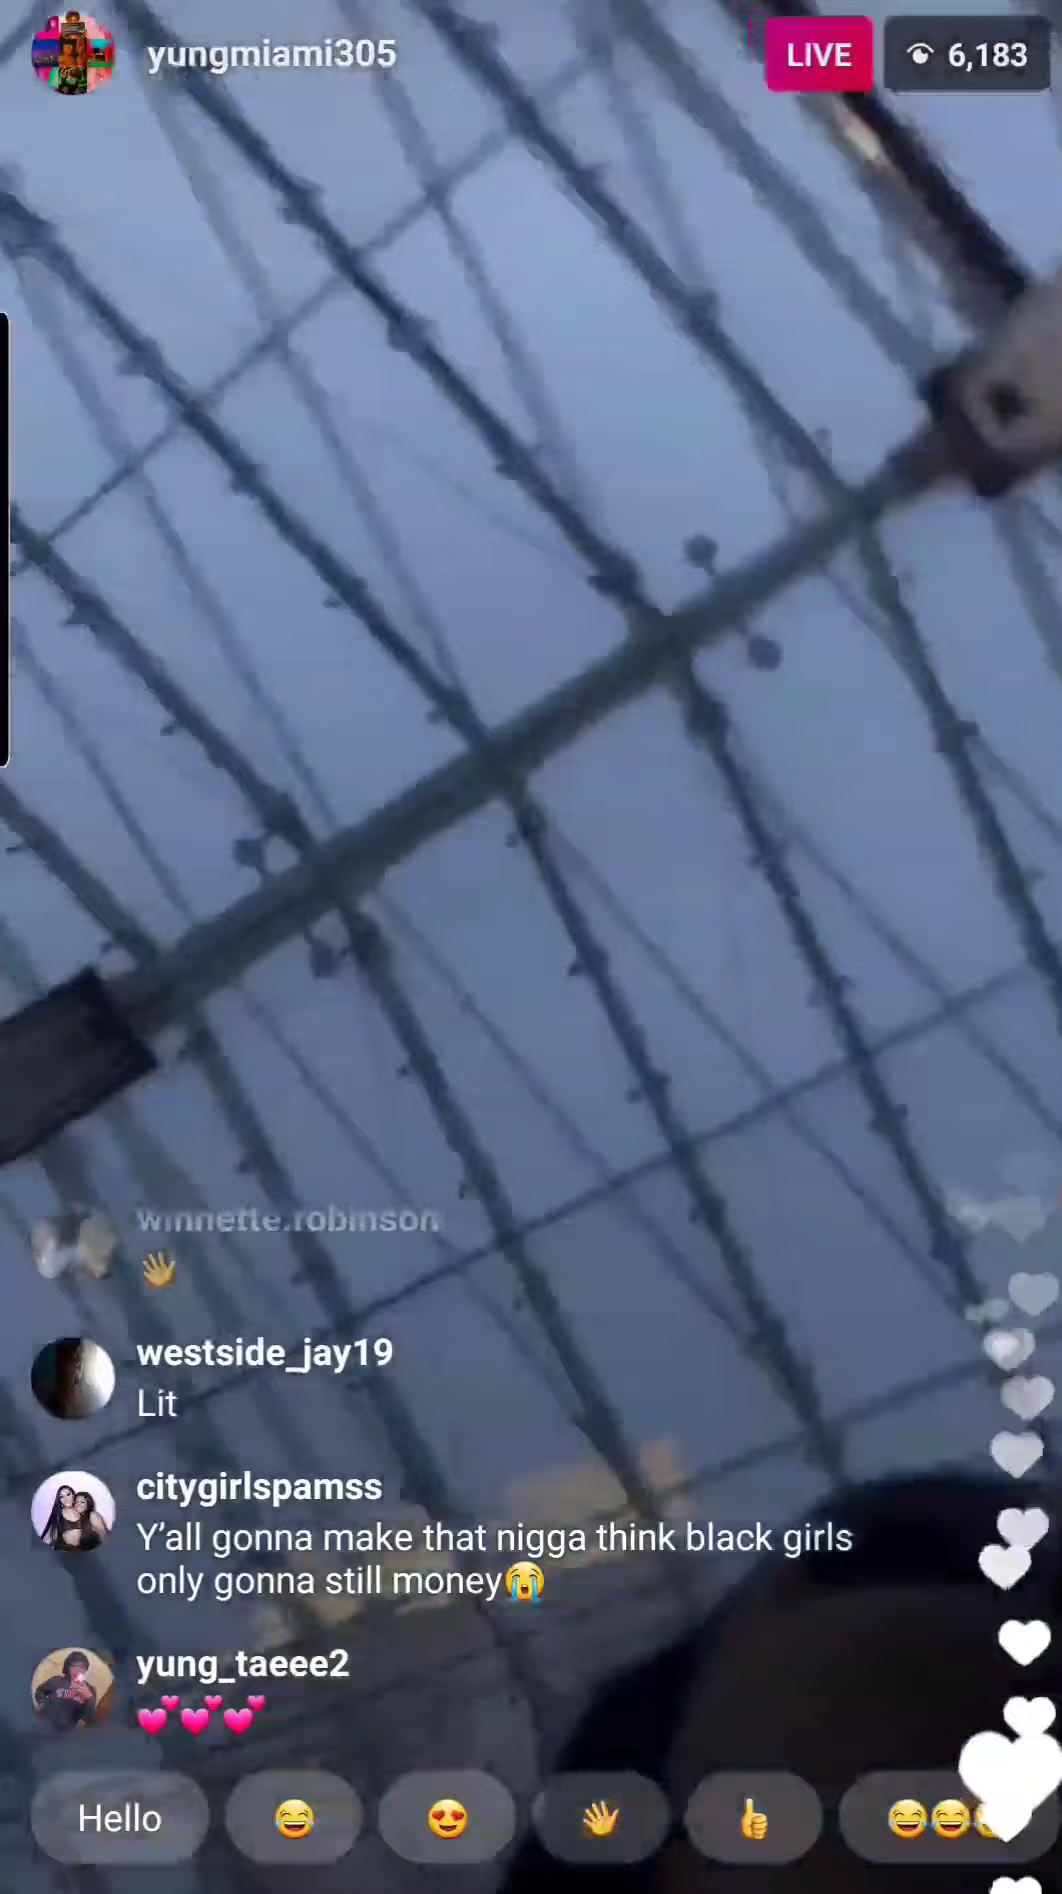 yungmiami305
LIVE
6,183
winnette.robinson
👋
westside_jay19
Lit
citygirlspamss
Y’all gonna make that nigga think black girls
only gonna still money😭
yung_taeee2
💕💕💕
Hello 😂 😍 👋 👍 😂😂😂